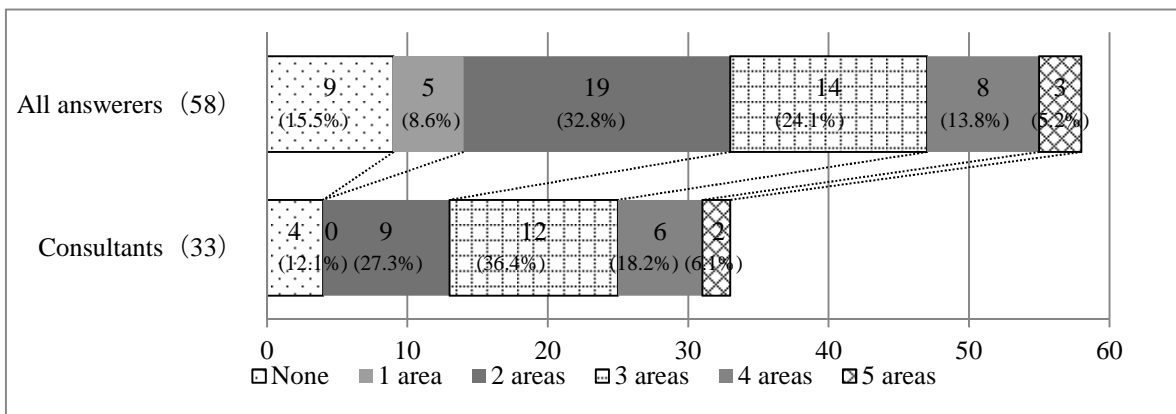 9 5 19 14 8 3
All answerers（58）
(15.5%) (8.6%) (32.8%) (24.1%) (13.8%) (5.2%)
4 0 9 12 6 2
Consultants（33）
(12.1%) (27.3%) (36.4%) (18.2%) (6.1%)
0 10 20 30 40 50 60
None 1 area 2 areas 3 areas 4 areas 5 areas